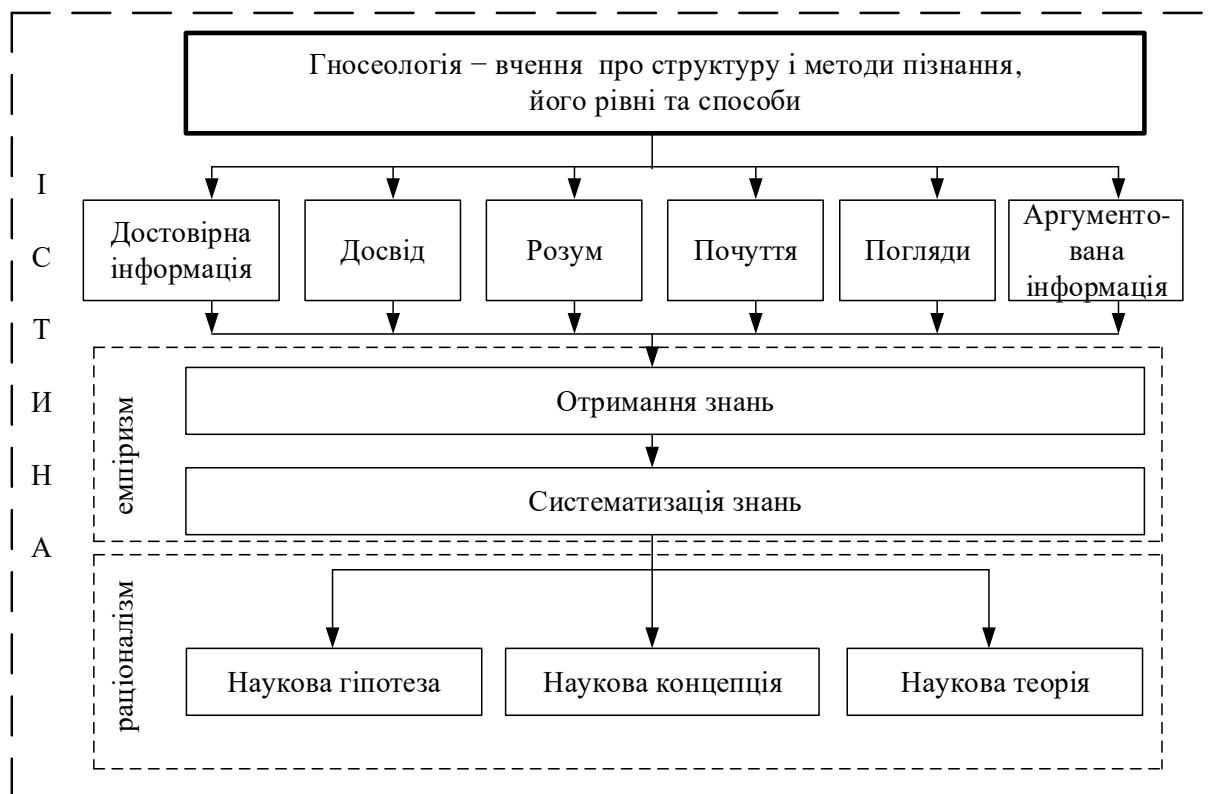 Гносеологія – вчення про структуру і методи пізнання,
його рівні та способи
І
С
Т
И
Н
А
Достовірна
інформація
Досвід
Розум
Почуття
Погляди
Аргументо-
вана
інформація
емпіризм
Отримання знань
Систематизація знань
раціоналізм
Наукова гіпотеза
Наукова концепція
Наукова теорія